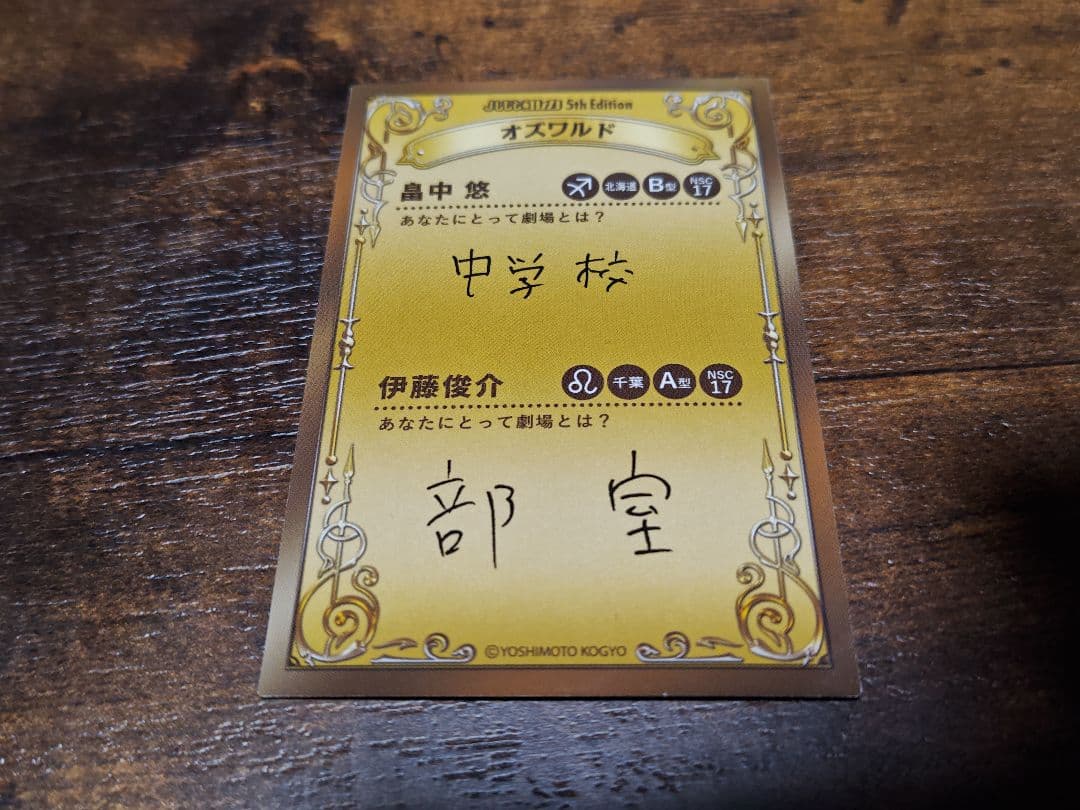 5th Edition
オズワルド
畠中 悠
北海道 B型 NSC 17
あなたにとって劇場とは？
中学校
伊藤俊介
千葉 A型 NSC 17
あなたにとって劇場とは？
部室
©YOSHIMOTO KOGYO